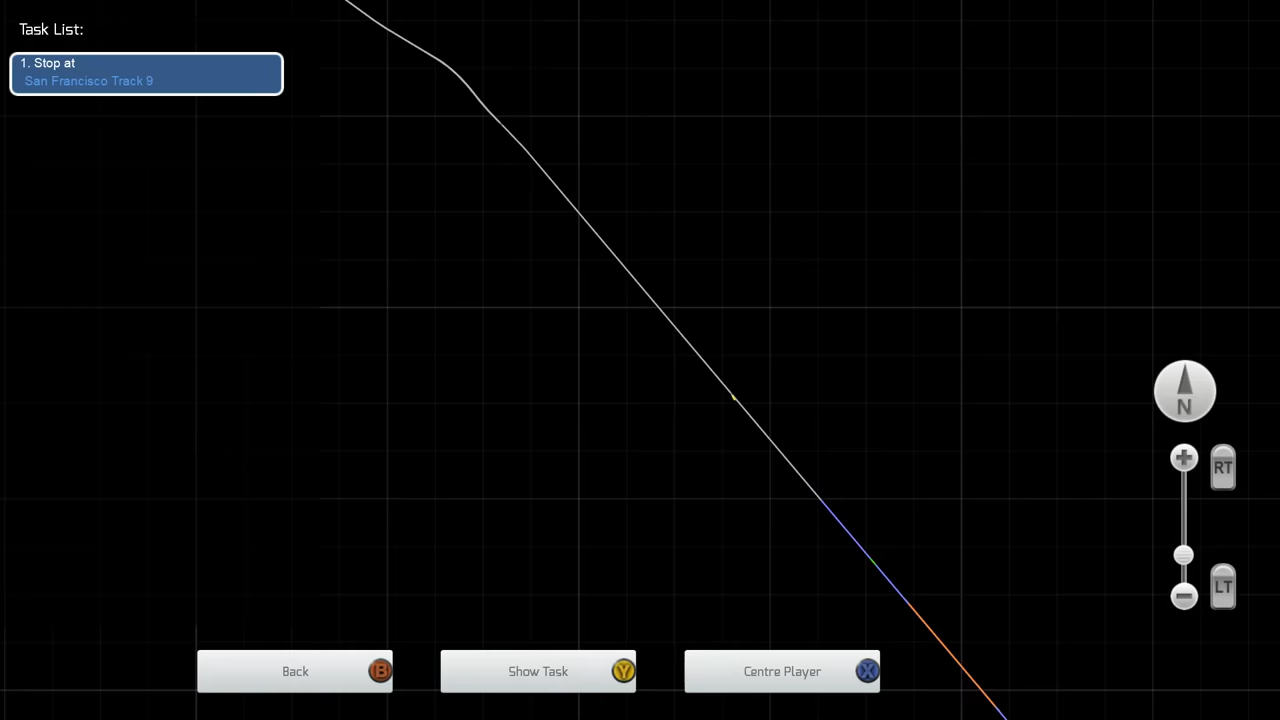 Task List:
1. Stop at
San Francisco Track 9
N
RT
LT
Back B
Show Task Y
Centre Player X